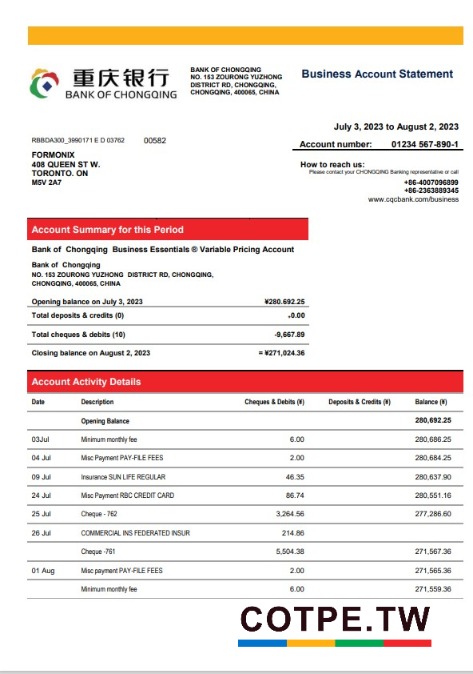 重庆银行
BANK OF CHONGQING
BANK OF CHONGQING
NO. 153 ZOURONG YUZHONG
DISTRICT RD, CHONGQING,
CHONGQING, 400065, CHINA
Business Account Statement
July 3, 2023 to August 2, 2023
Account number: 01234 567-890-1
RBBDA300_3990171 E D 03762 00582
FORMONIX
408 QUEEN ST W.
TORONTO. ON
M5V 2A7
How to reach us:
Please contact your CHONGQING Banking representative or call
+86-4007096899
+86-2363889345
www.cqcbank.com/business
Account Summary for this Period
Bank of Chongqing Business Essentials ® Variable Pricing Account
Bank of Chongqing
NO. 153 ZOURONG YUZHONG DISTRICT RD, CHONGQING,
CHONGQING, 400065, CHINA
Opening balance on July 3, 2023 ¥280.692.25
Total deposits & credits (0) +0.00
Total cheques & debits (10) -9,667.89
Closing balance on August 2, 2023 = ¥271,024.36
Account Activity Details
Date Description Cheques & Debits (¥) Deposits & Credits (¥) Balance (¥)
Opening Balance 280,692.25
03Jul Minimum monthly fee 6.00 280,686.25
04 Jul Misc Payment PAY-FILE FEES 2.00 280,684.25
09 Jul Insurance SUN LIFE REGULAR 46.35 280,637.90
24 Jul Misc Payment RBC CREDIT CARD 86.74 280,551.16
25 Jul Cheque - 762 3,264.56 277,286.60
26 Jul COMMERCIAL INS FEDERATED INSUR 214.86
Cheque -761 5,504.38 271,567.36
01 Aug Misc payment PAY-FILE FEES 2.00 271,565.36
Minimum monthly fee 6.00 271,559.36
COTPE.TW